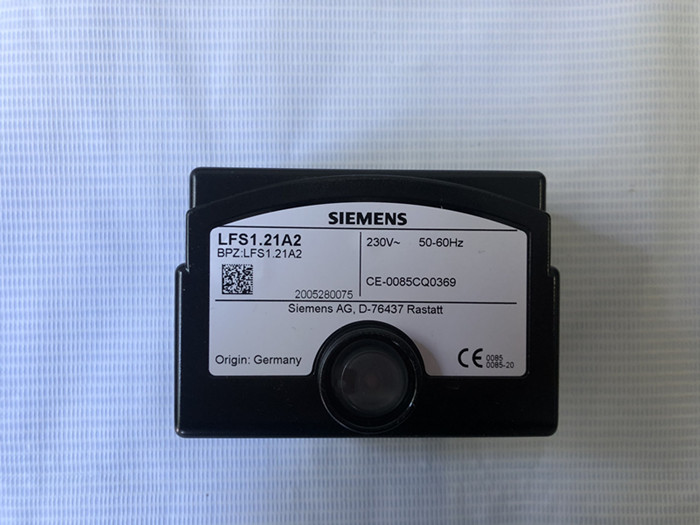 SIEMENS
LFS1.21A2
BPZ:LFS1.21A2
230V~ 50-60Hz
CE-0085CQ0369
2005280075
Siemens AG, D-76437 Rastatt
Origin: Germany
CE 0085
0085-20